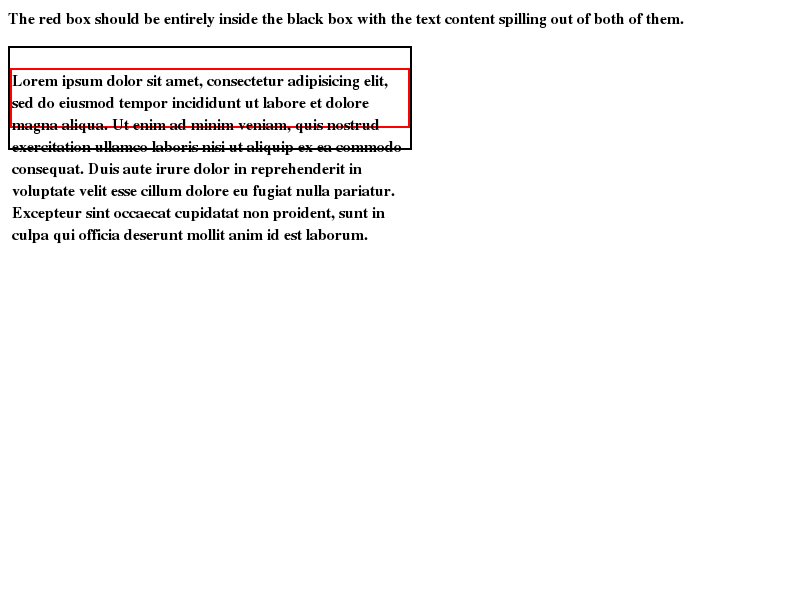 The red box should be entirely inside the black box with the text content spilling out of both of them.
Lorem ipsum dolor sit amet, consectetur adipisicing elit,
sed do eiusmod tempor incididunt ut labore et dolore
magna aliqua. Ut enim ad minim veniam, quis nostrud
exercitation ullamco laboris nisi ut aliquip ex ea commodo
consequat. Duis aute irure dolor in reprehenderit in
voluptate velit esse cillum dolore eu fugiat nulla pariatur.
Excepteur sint occaecat cupidatat non proident, sunt in
culpa qui officia deserunt mollit anim id est laborum.